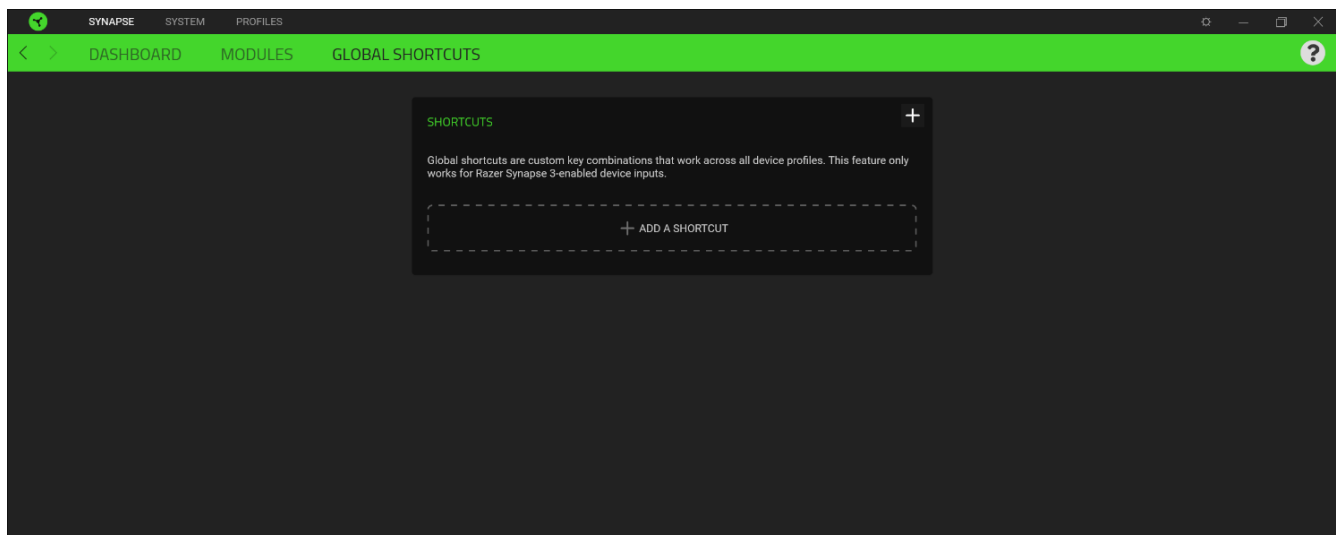 SYNAPSE SYSTEM PROFILES
DASHBOARD MODULES GLOBAL SHORTCUTS ?
SHORTCUTS
Global shortcuts are custom key combinations that work across all device profiles. This feature only
works for Razer Synapse 3-enabled device inputs.
ADD A SHORTCUT